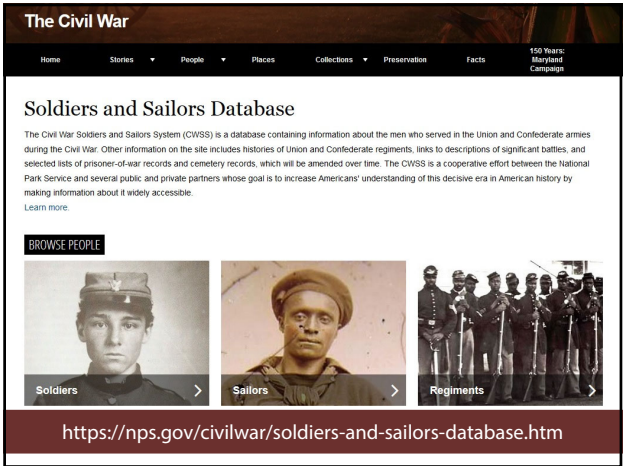 The Civil War
Home Stories People Places Collections Preservation Facts 150 Years: Maryland Campaign
Soldiers and Sailors Database
The Civil War Soldiers and Sailors System (CWSS) is a database containing information about the men who served in the Union and Confederate armies
during the Civil War. Other information on the site includes histories of Union and Confederate regiments, links to descriptions of significant battles, and
selected lists of prisoner-of-war records and cemetery records, which will be amended over time. The CWSS is a cooperative effort between the National
Park Service and several public and private partners whose goal is to increase Americans' understanding of this decisive era in American history by
making information about it widely accessible.
Learn more.
BROWSE PEOPLE
Soldiers Sailors Regiments
https://nps.gov/civilwar/soldiers-and-sailors-database.htm